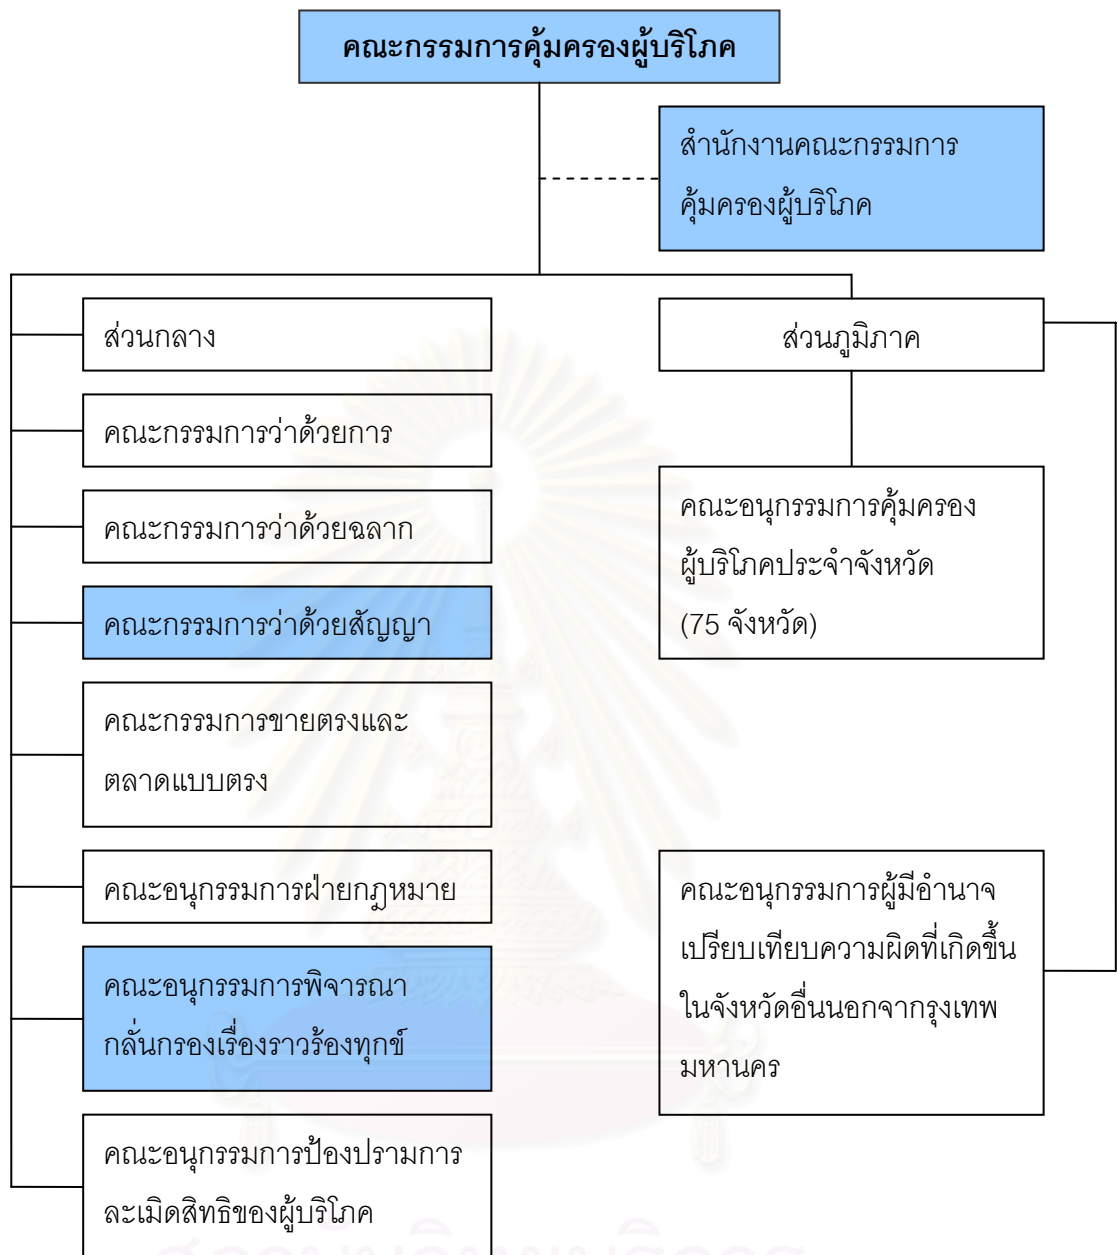 คณะกรรมการคุ้มครองผู้บริโภค
สำนักงานคณะกรรมการ
คุ้มครองผู้บริโภค
ส่วนกลาง
คณะกรรมการว่าด้วยการ
คณะกรรมการว่าด้วยฉลาก
คณะกรรมการว่าด้วยสัญญา
คณะกรรมการขายตรงและ
ตลาดแบบตรง
คณะอนุกรรมการฝ่ายกฎหมาย
คณะอนุกรรมการพิจารณา
กลั่นกรองเรื่องราวร้องทุกข์
คณะอนุกรรมการป้องปรามการ
ละเมิดสิทธิของผู้บริโภค
ส่วนภูมิภาค
คณะอนุกรรมการคุ้มครอง
ผู้บริโภคประจำจังหวัด
(75 จังหวัด)
คณะอนุกรรมการผู้มีอำนาจ
เปรียบเทียบความผิดที่เกิดขึ้น
ในจังหวัดอื่นนอกจากรุงเทพ
มหานคร